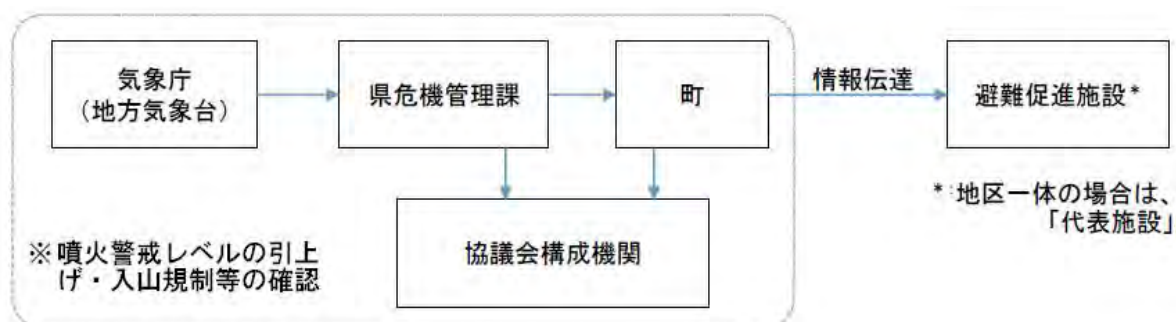 気象庁
（地方気象台）
県危機管理課
町
情報伝達
避難促進施設*
* 地区一体の場合は、
「代表施設」
協議会構成機関
※噴火警戒レベルの引上
げ・入山規制等の確認